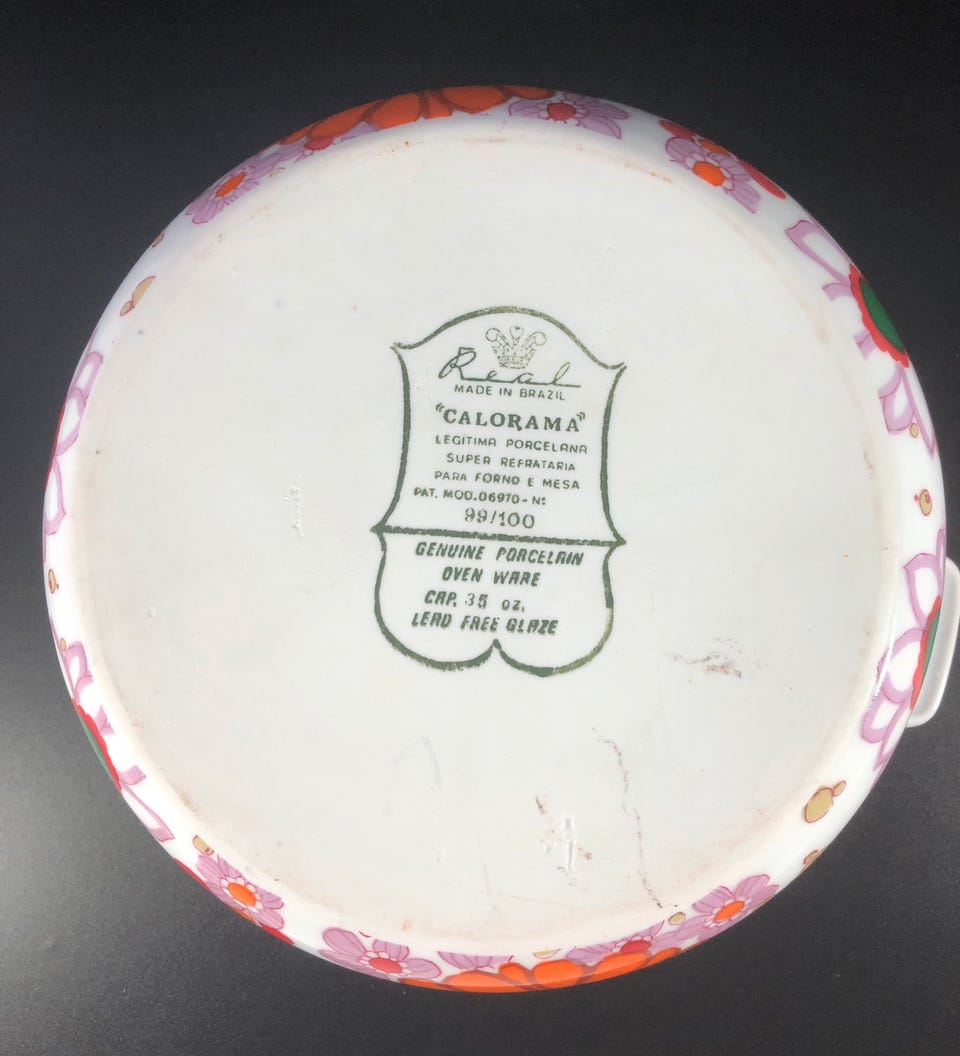 Real
MADE IN BRAZIL
"CALORAMA"
LEGÍTIMA PORCELANA
SUPER REFRATARIA
PARA FORNO E MESA
PAT. MOD. 06970 - Nº
99/100
GENUINE PORCELAIN
OVEN WARE
CAP. 35 OZ.
LEAD FREE GLAZE